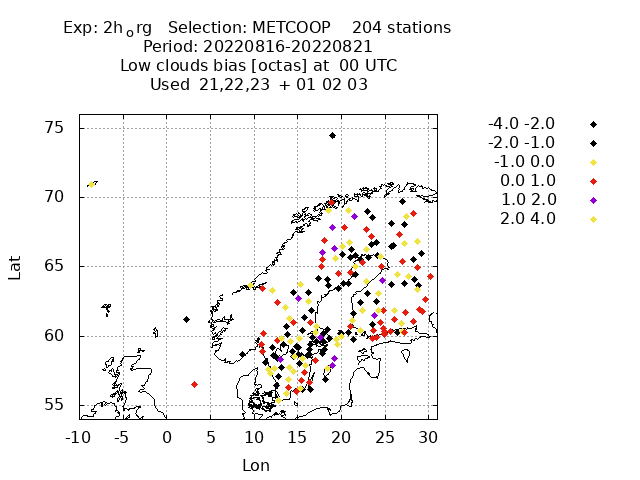 Exp: 2horg Selection: METCOOP 204 stations
Period: 20220816-20220821
Low clouds bias [octas] at 00 UTC
Used 21,22,23 + 01 02 03
75
70
65
60
55
-10 -5 0 5 10 15 20 25 30
Lat
Lon
-4.0 -2.0
-2.0 -1.0
-1.0 0.0
0.0 1.0
1.0 2.0
2.0 4.0